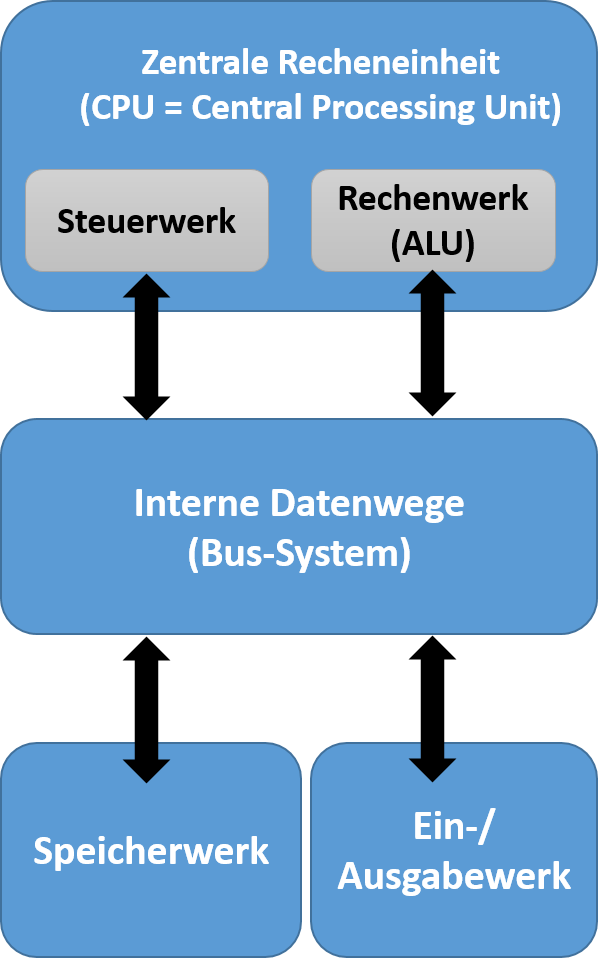 Zentrale Recheneinheit
(CPU = Central Processing Unit)
Steuerwerk
Rechenwerk
(ALU)
Interne Datenwege
(Bus-System)
Speicherwerk
Ein-/
Ausgabewerk